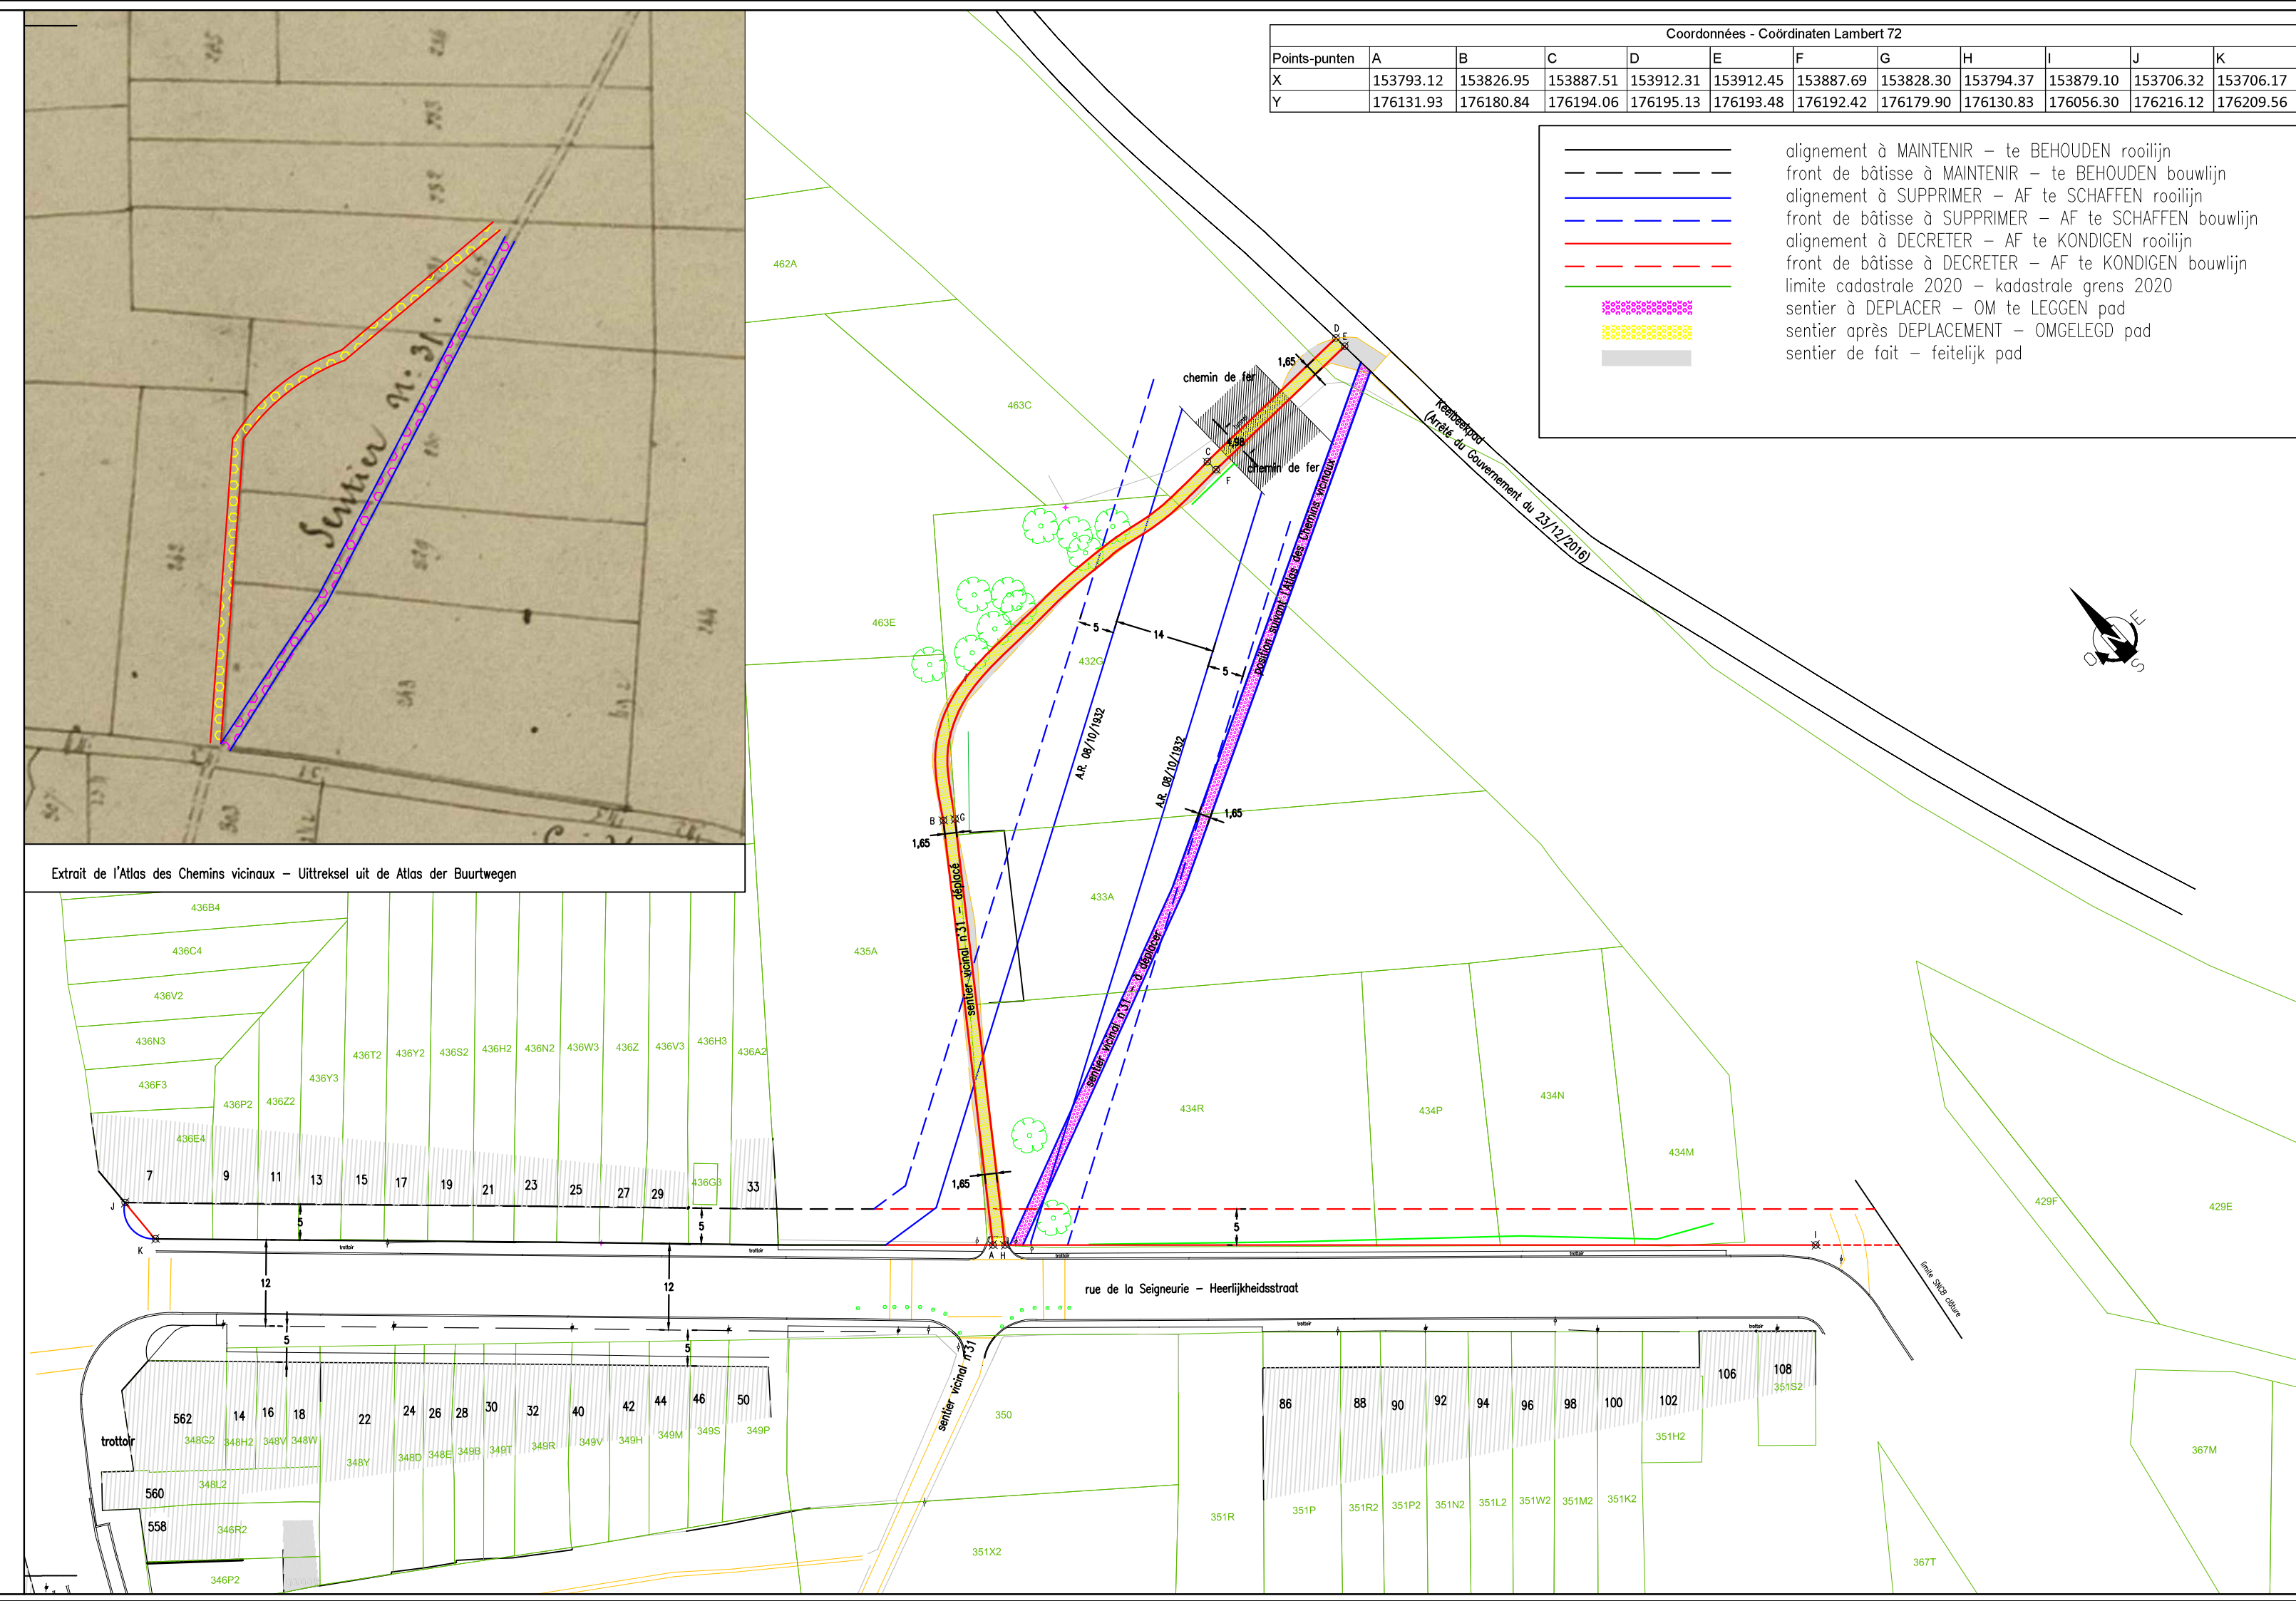 Coordonnées - Coördinaten Lambert 72
Points-punten A B C D E F G H I J K
X 153793.12 153826.95 153887.51 153912.31 153912.45 153887.69 153828.30 153794.37 153879.10 153706.32 153706.17
Y 176131.93 176180.84 176194.06 176195.13 176193.48 176192.42 176179.90 176130.83 176056.30 176216.12 176209.56
alignement à MAINTENIR – te BEHOUDEN rooilijn
front de bâtisse à MAINTENIR – te BEHOUDEN bouwlijn
alignement à SUPPRIMER – AF te SCHAFFEN rooilijn
front de bâtisse à SUPPRIMER – AF te SCHAFFEN bouwlijn
alignement à DECRETER – AF te KONDIGEN rooilijn
front de bâtisse à DECRETER – AF te KONDIGEN bouwlijn
limite cadastrale 2020 – kadastrale grens 2020
sentier à DEPLACER – OM te LEGGEN pad
sentier après DEPLACEMENT – OMGELEGD pad
sentier de fait – feitelijk pad
Sentier n. 31.
Extrait de l'Atlas des Chemins vicinaux – Uittreksel uit de Atlas der Buurtwegen
462A
463C
463E
432G
433A
435A
D
E
1,65
chemin de fer
4,98
C
chemin de fer
F
Keelbeekpad
(Arrêté du Gouvernement du 23/12/2016)
position suivant l'Atlas des Chemins vicinaux
5
14
5
A.R. 08/10/1932
A.R. 08/10/1932
B
G
1,65
1,65
sentier vicinal n°31 – déplacé
sentier vicinal n°31 – à déplacer
N
E
S
O
436B4
436C4
436V2
436N3
436F3
436E4
436P2
436Z2
436Y3
436T2
436Y2
436S2
436H2
436N2
436W3
436Z
436V3
436H3
436A2
436G3
434R
434P
434N
434M
429F
429E
7 9 11 13 15 17 19 21 23 25 27 29 33
J
K
5
5
5
1,65
A H
I
trottoir
trottoir
trottoir
trottoir
12
12
rue de la Seigneurie – Heerlijkheidsstraat
limite SNCB clôture
trottoir
trottoir
5
5
sentier vicinal n°31
562 14 16 18 22 24 26 28 30 32 40 42 44 46 50
348G2 348H2 348V 348W 348Y 348D 348E 349B 349T 349R 349V 349H 349M 349S 349P
trottoir
348L2
560
558
346R2
346P2
350
351X2
351R
86 88 90 92 94 96 98 100 102 106 108
351S2
351H2
351P 351R2 351P2 351N2 351L2 351W2 351M2 351K2
367M
367T